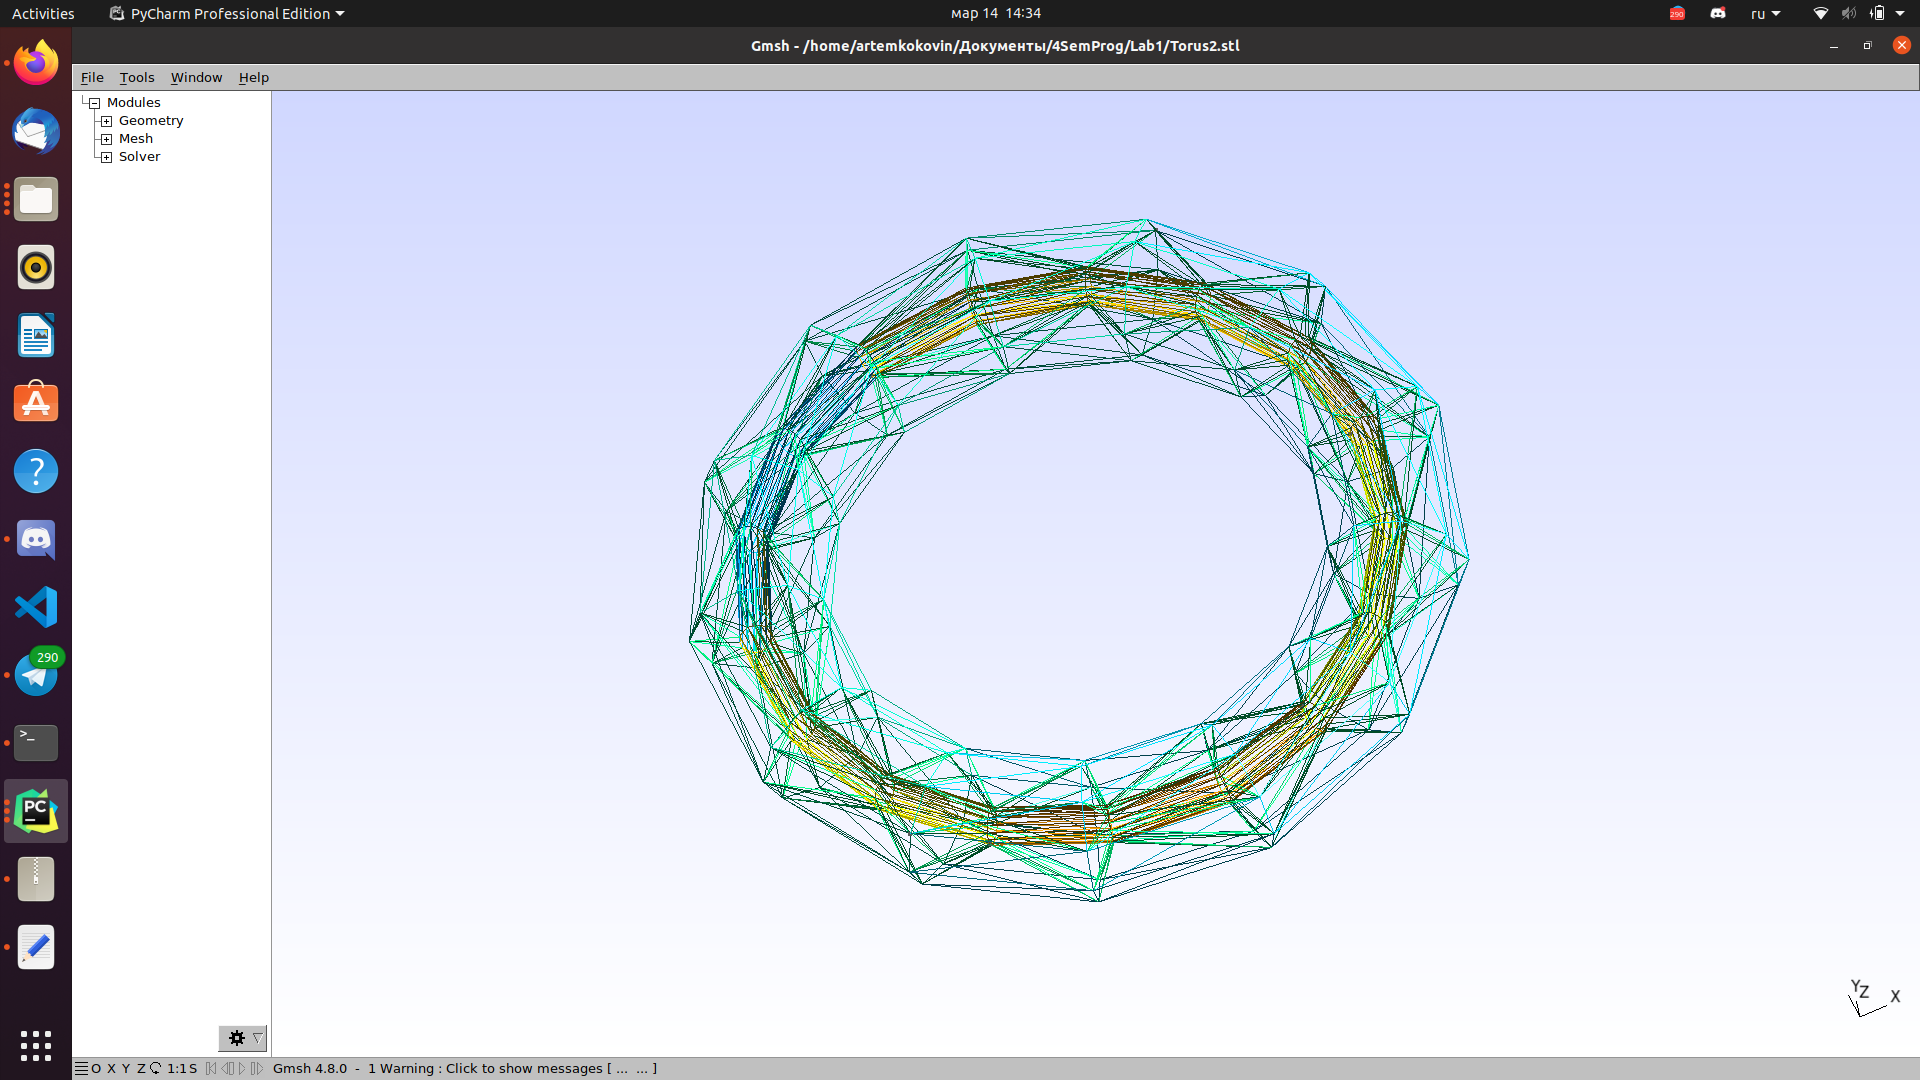 Activities PyCharm Professional Edition мар 14 14:34 290 ru
Gmsh - /home/artemkokovin/Документы/4SemProg/Lab1/Torus2.stl
File Tools Window Help
Modules
Geometry
Mesh
Solver
290
>_
PC
Y Z X
O X Y Z 1:1 S Gmsh 4.8.0 - 1 Warning : Click to show messages [ ... ... ]